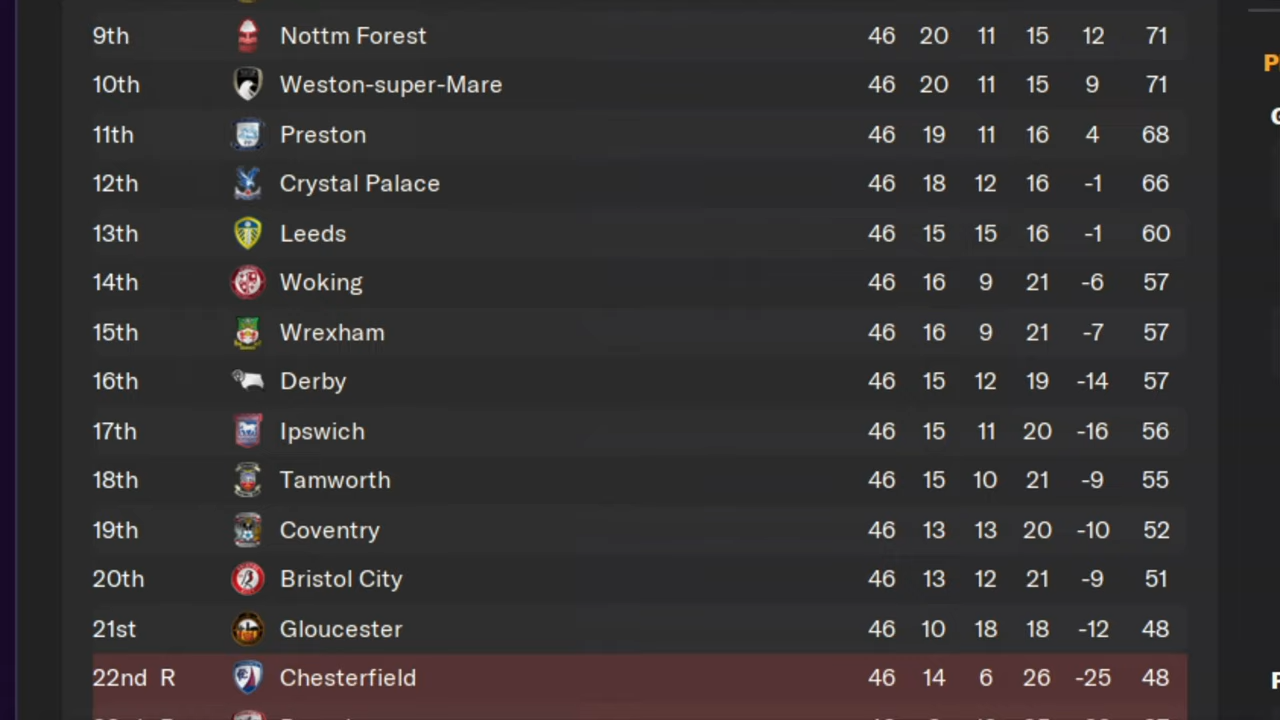 9th Nottm Forest 46 20 11 15 12 71
10th Weston-super-Mare 46 20 11 15 9 71
11th Preston 46 19 11 16 4 68
12th Crystal Palace 46 18 12 16 -1 66
13th Leeds 46 15 15 16 -1 60
14th Woking 46 16 9 21 -6 57
15th Wrexham 46 16 9 21 -7 57
16th Derby 46 15 12 19 -14 57
17th Ipswich 46 15 11 20 -16 56
18th Tamworth 46 15 10 21 -9 55
19th Coventry 46 13 13 20 -10 52
20th Bristol City 46 13 12 21 -9 51
21st Gloucester 46 10 18 18 -12 48
22nd R Chesterfield 46 14 6 26 -25 48